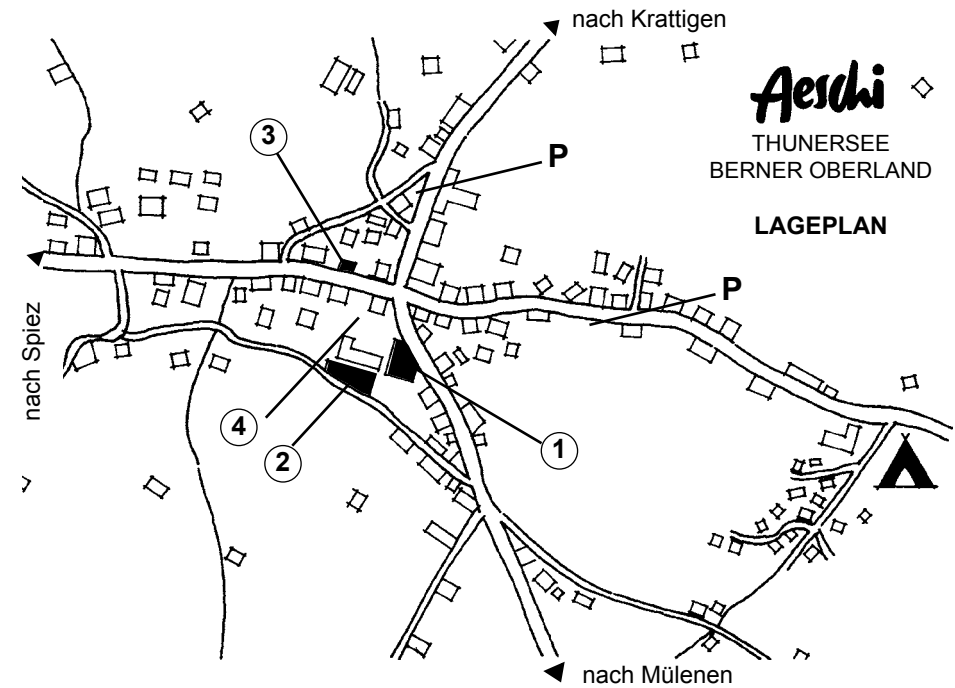 nach Krattigen
Aeschi
THUNERSEE
BERNER OBERLAND
LAGEPLAN
3
P
P
nach Spiez
4
2
1
nach Mülenen